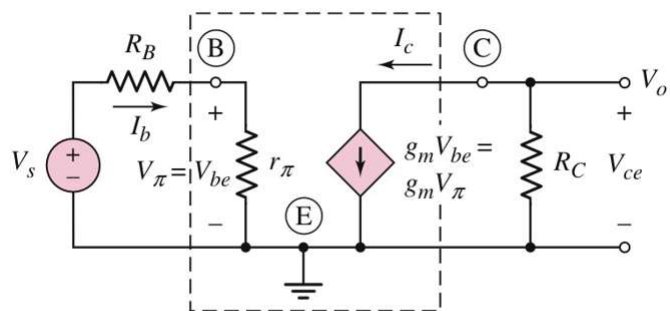 R_B
B
I_b
V_s
+
−
+
V_π = V_be
−
r_π
E
I_c
g_m V_be =
g_m V_π
C
R_C
V_o
+
V_ce
−